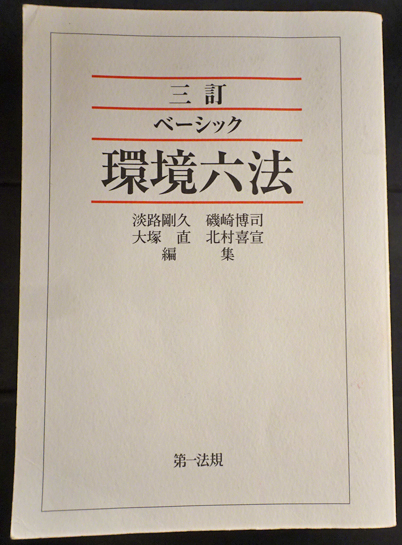 三訂
ベーシック
環境六法
淡路剛久 磯崎博司
大塚 直 北村喜宣
編 集
第一法規